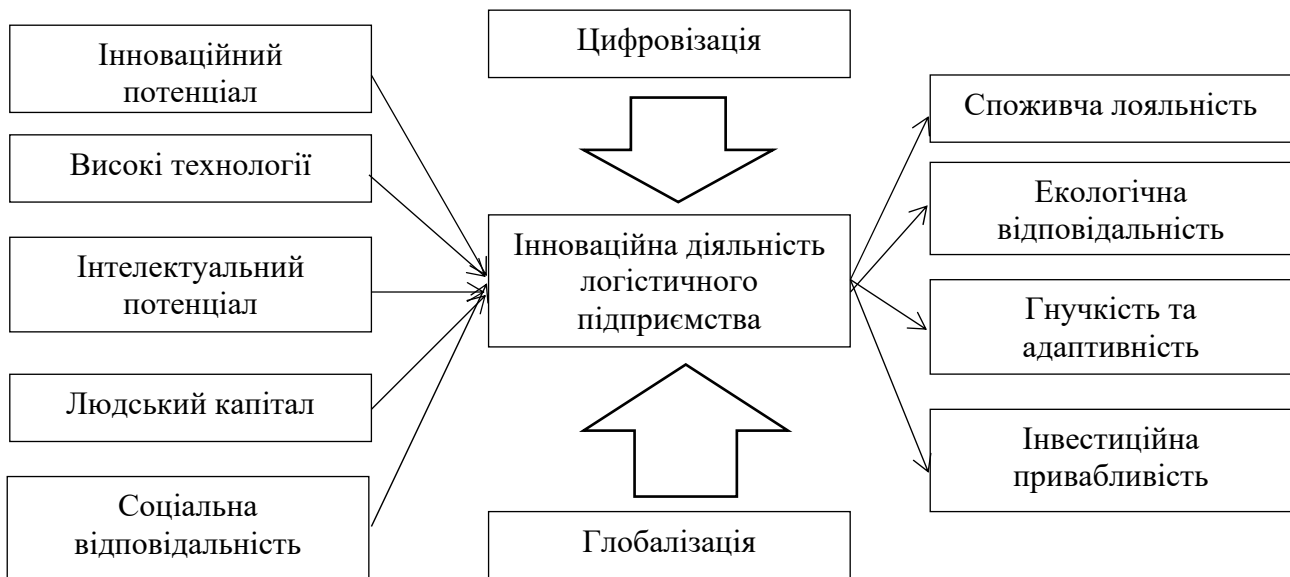 Інноваційний
потенціал
Високі технології
Інтелектуальний
потенціал
Людський капітал
Соціальна
відповідальність
Цифровізація
Інноваційна діяльність
логістичного
підприємства
Глобалізація
Споживча лояльність
Екологічна
відповідальність
Гнучкість та
адаптивність
Інвестиційна
привабливість